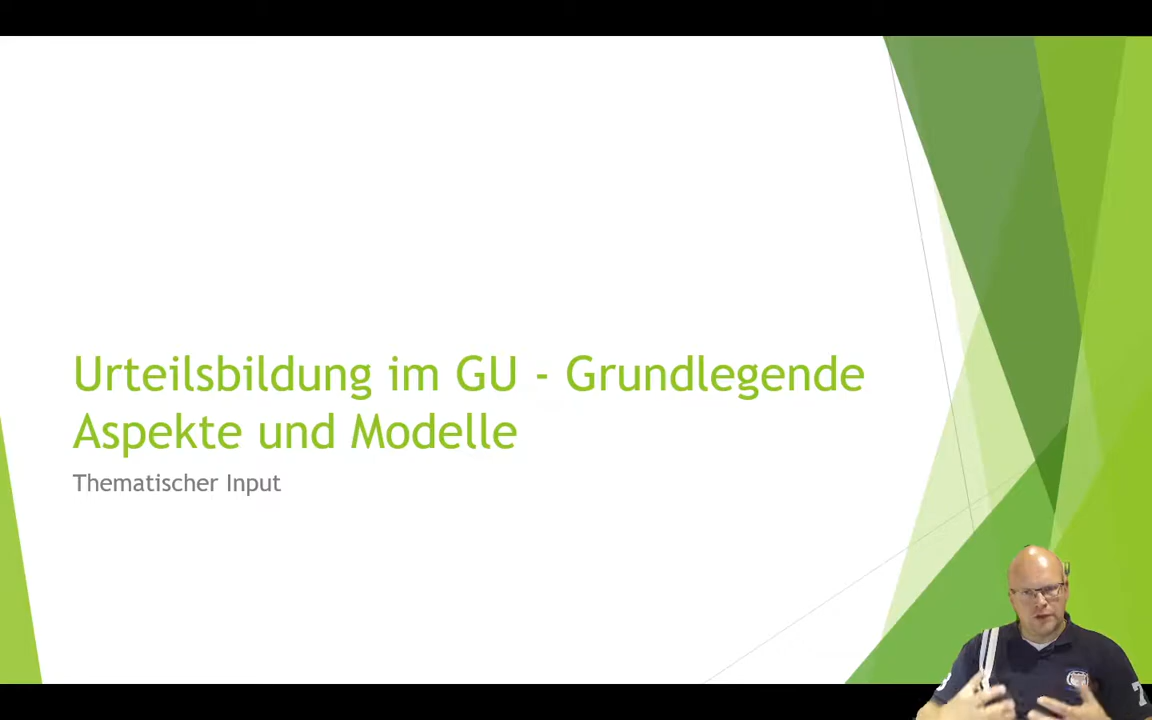 Urteilsbildung im GU - Grundlegende
Aspekte und Modelle
Thematischer Input